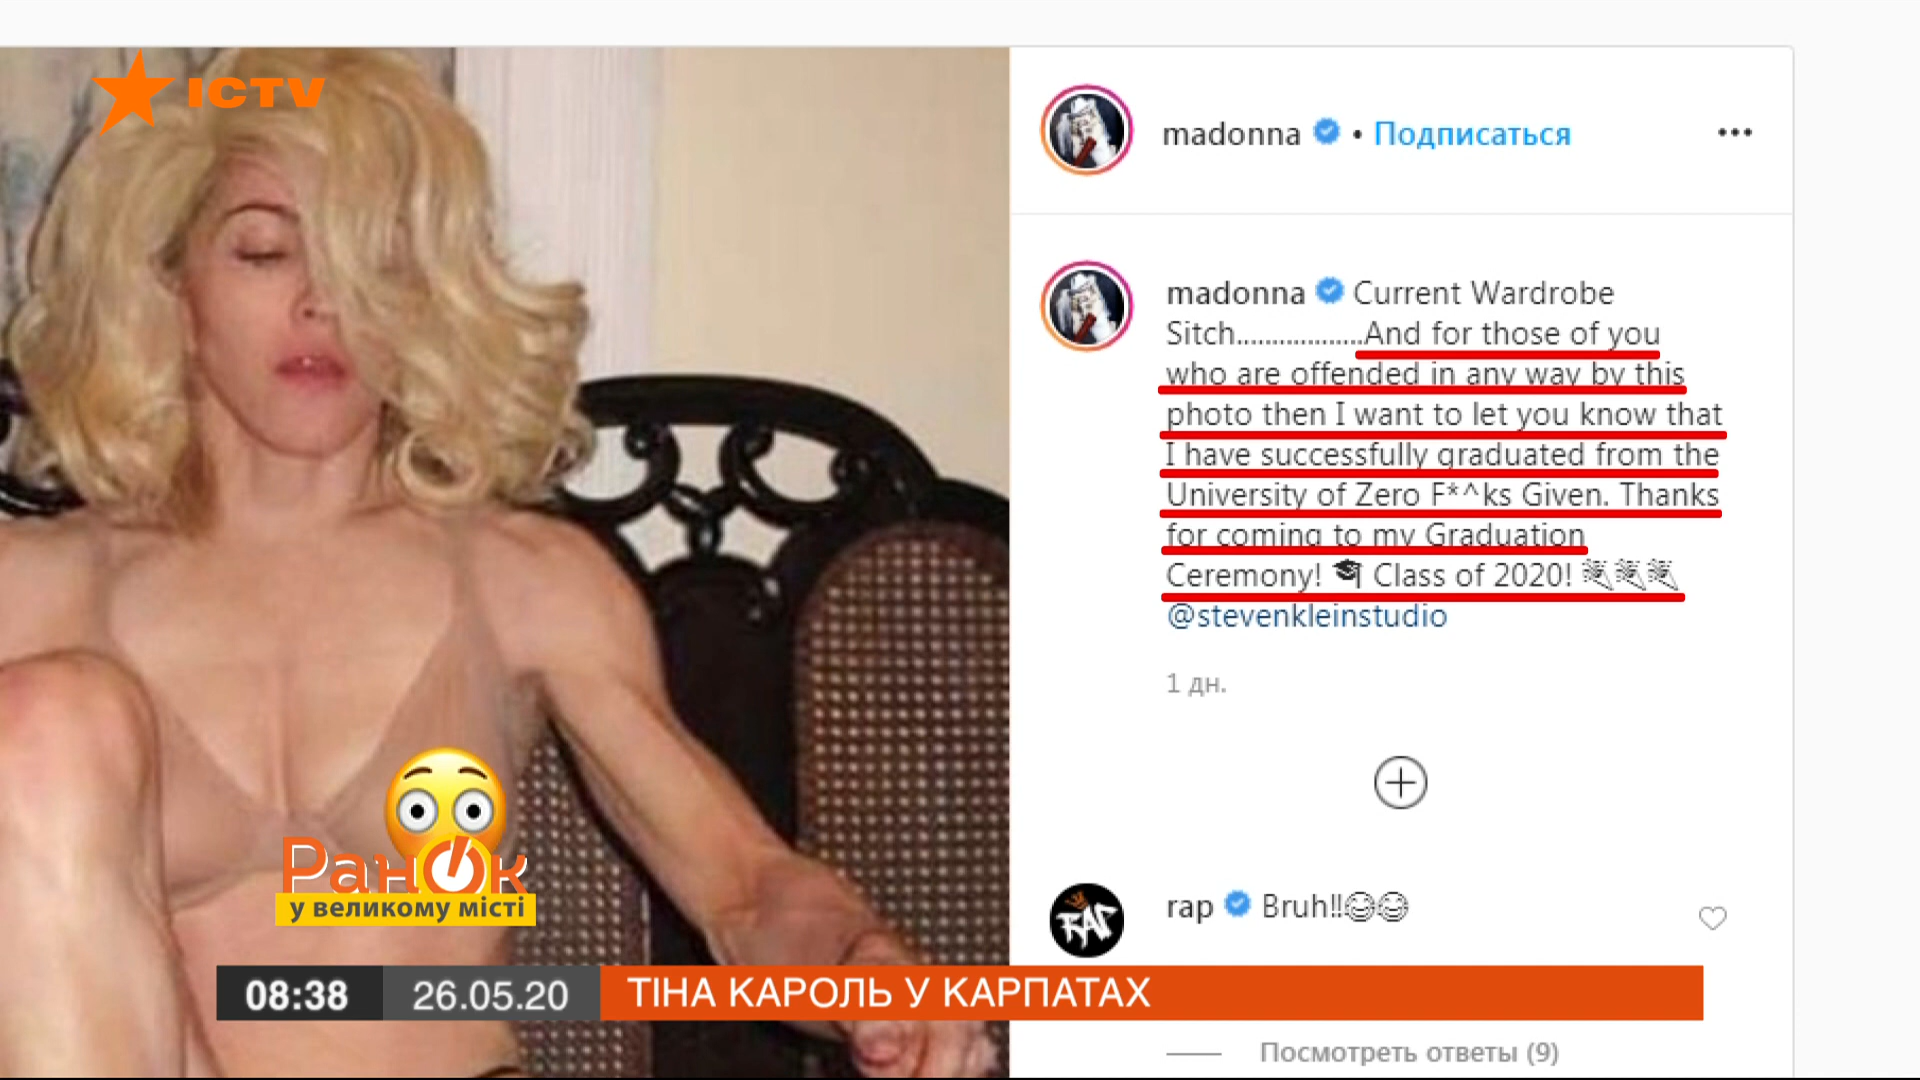 ICTV
madonna • Подписаться
madonna Current Wardrobe
Sitch..................And for those of you
who are offended in any way by this
photo then I want to let you know that
I have successfully graduated from the
University of Zero F*^ks Given. Thanks
for coming to my Graduation
Ceremony! 🎓 Class of 2020!
@stevenkleinstudio
1 дн.
RAP
rap Bruh!!😂😂
Посмотреть ответы (9)
Ранок
у великому місті
08:38 26.05.20 ТІНА КАРОЛЬ У КАРПАТАХ